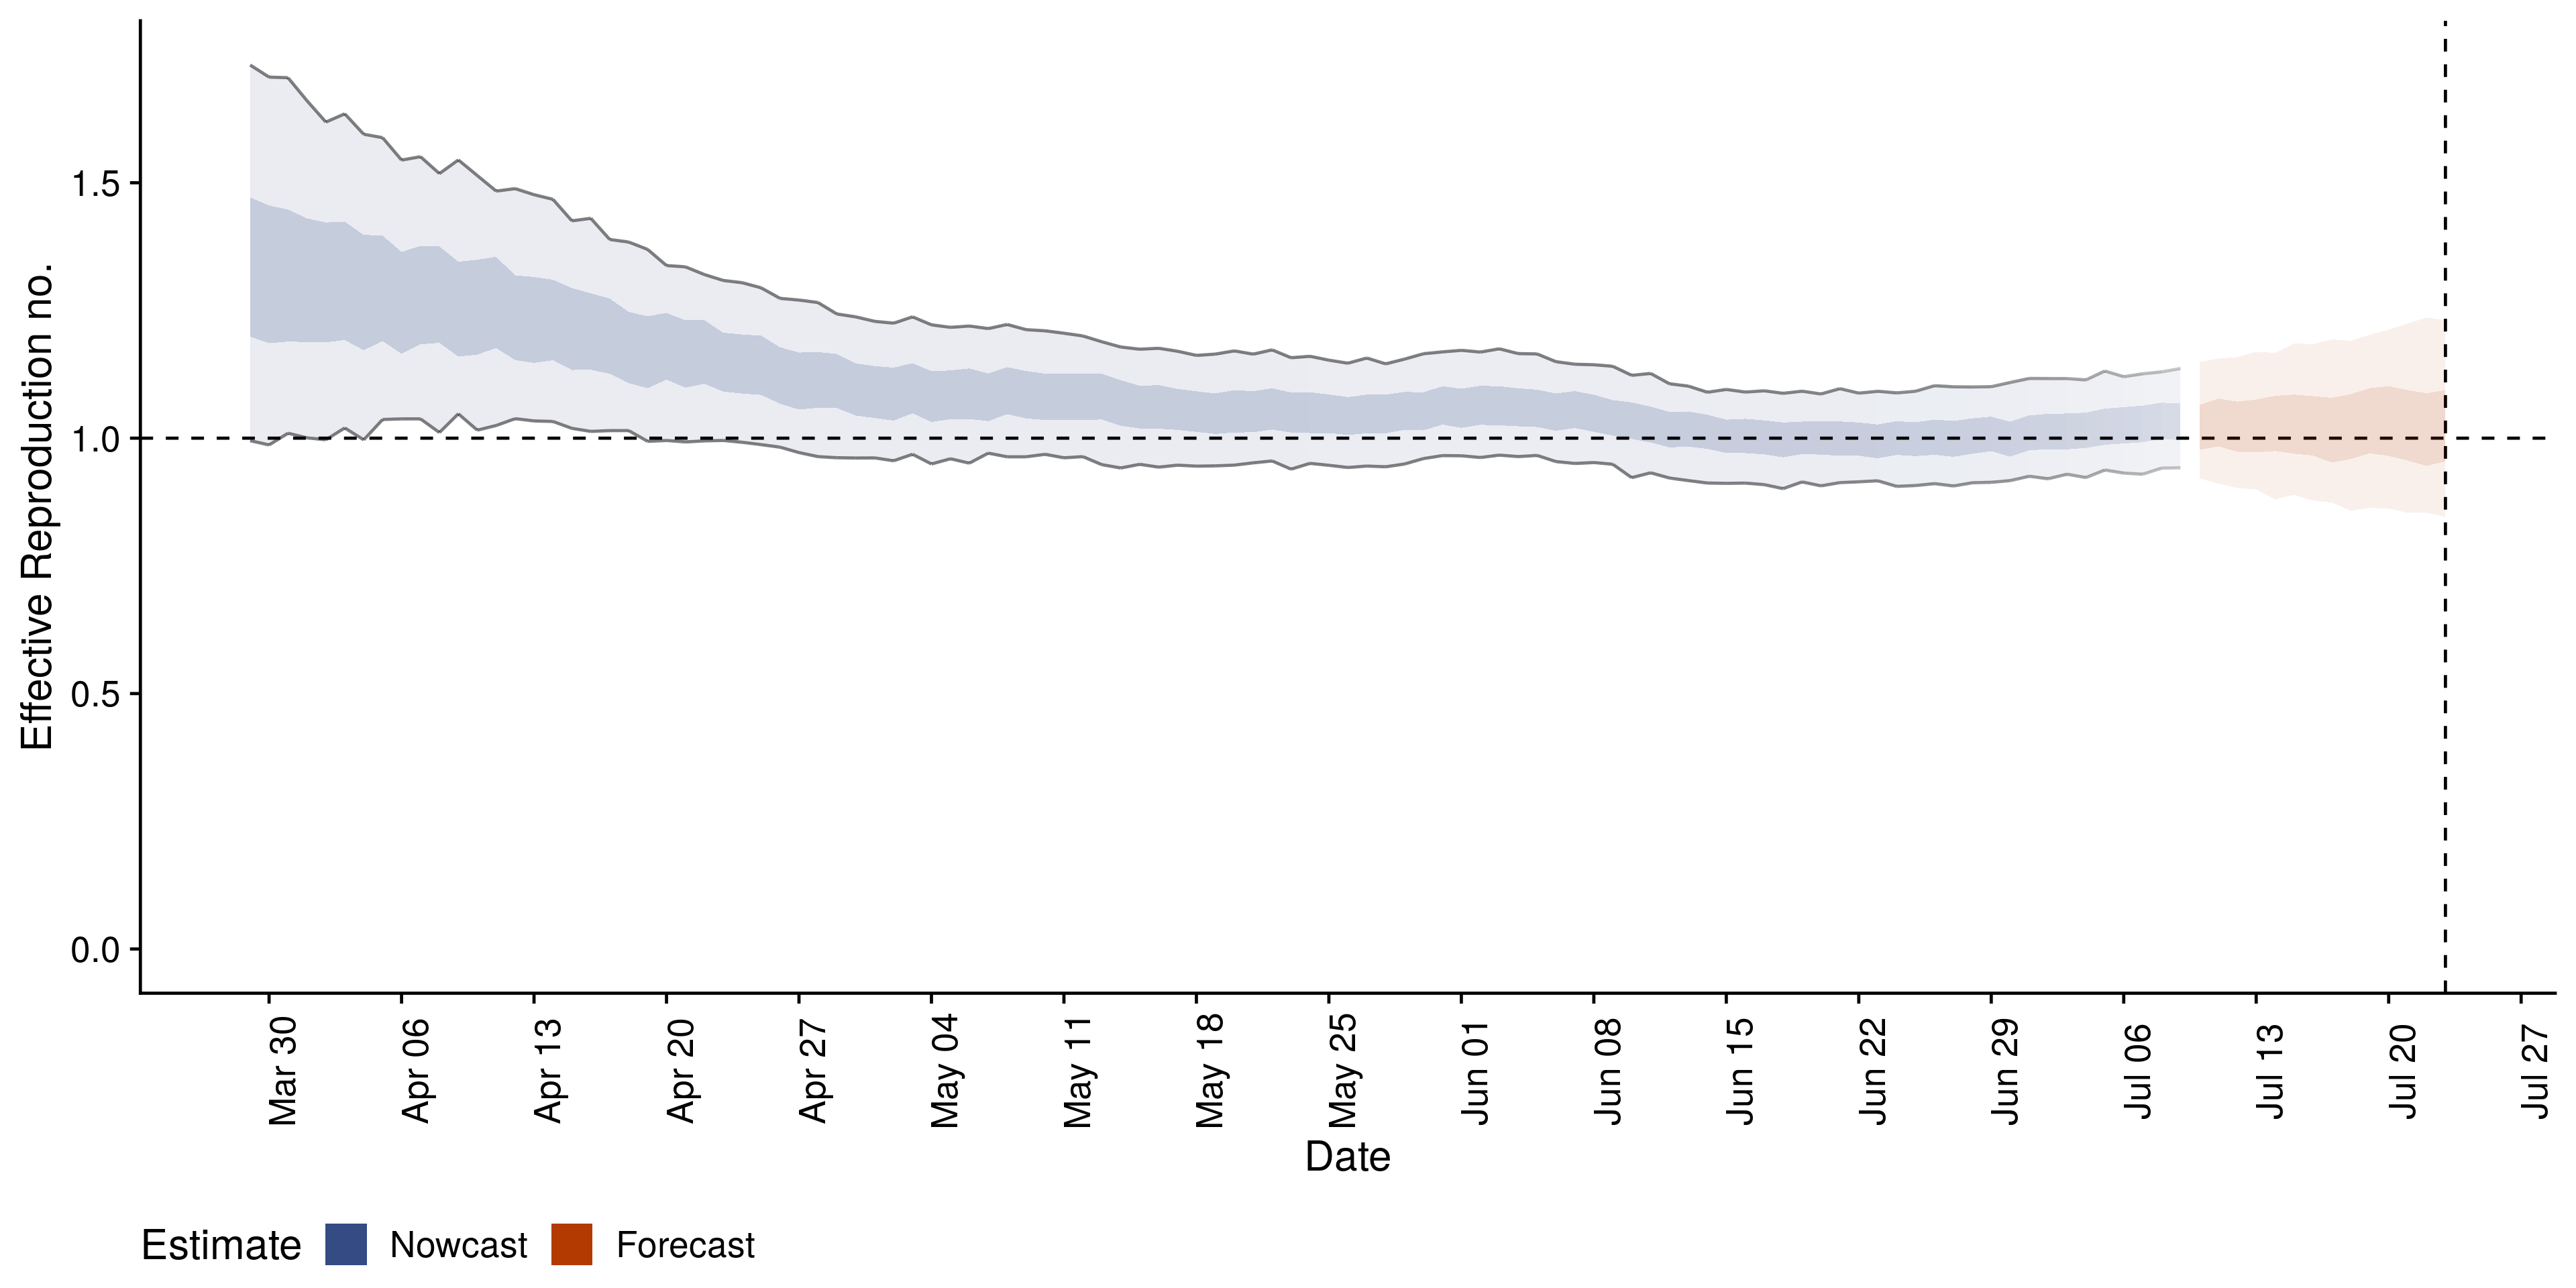 Effective Reproduction no.
1.5
1.0
0.5
0.0
Mar 30
Apr 06
Apr 13
Apr 20
Apr 27
May 04
May 11
May 18
May 25
Jun 01
Jun 08
Jun 15
Jun 22
Jun 29
Jul 06
Jul 13
Jul 20
Jul 27
Date
Estimate Nowcast Forecast